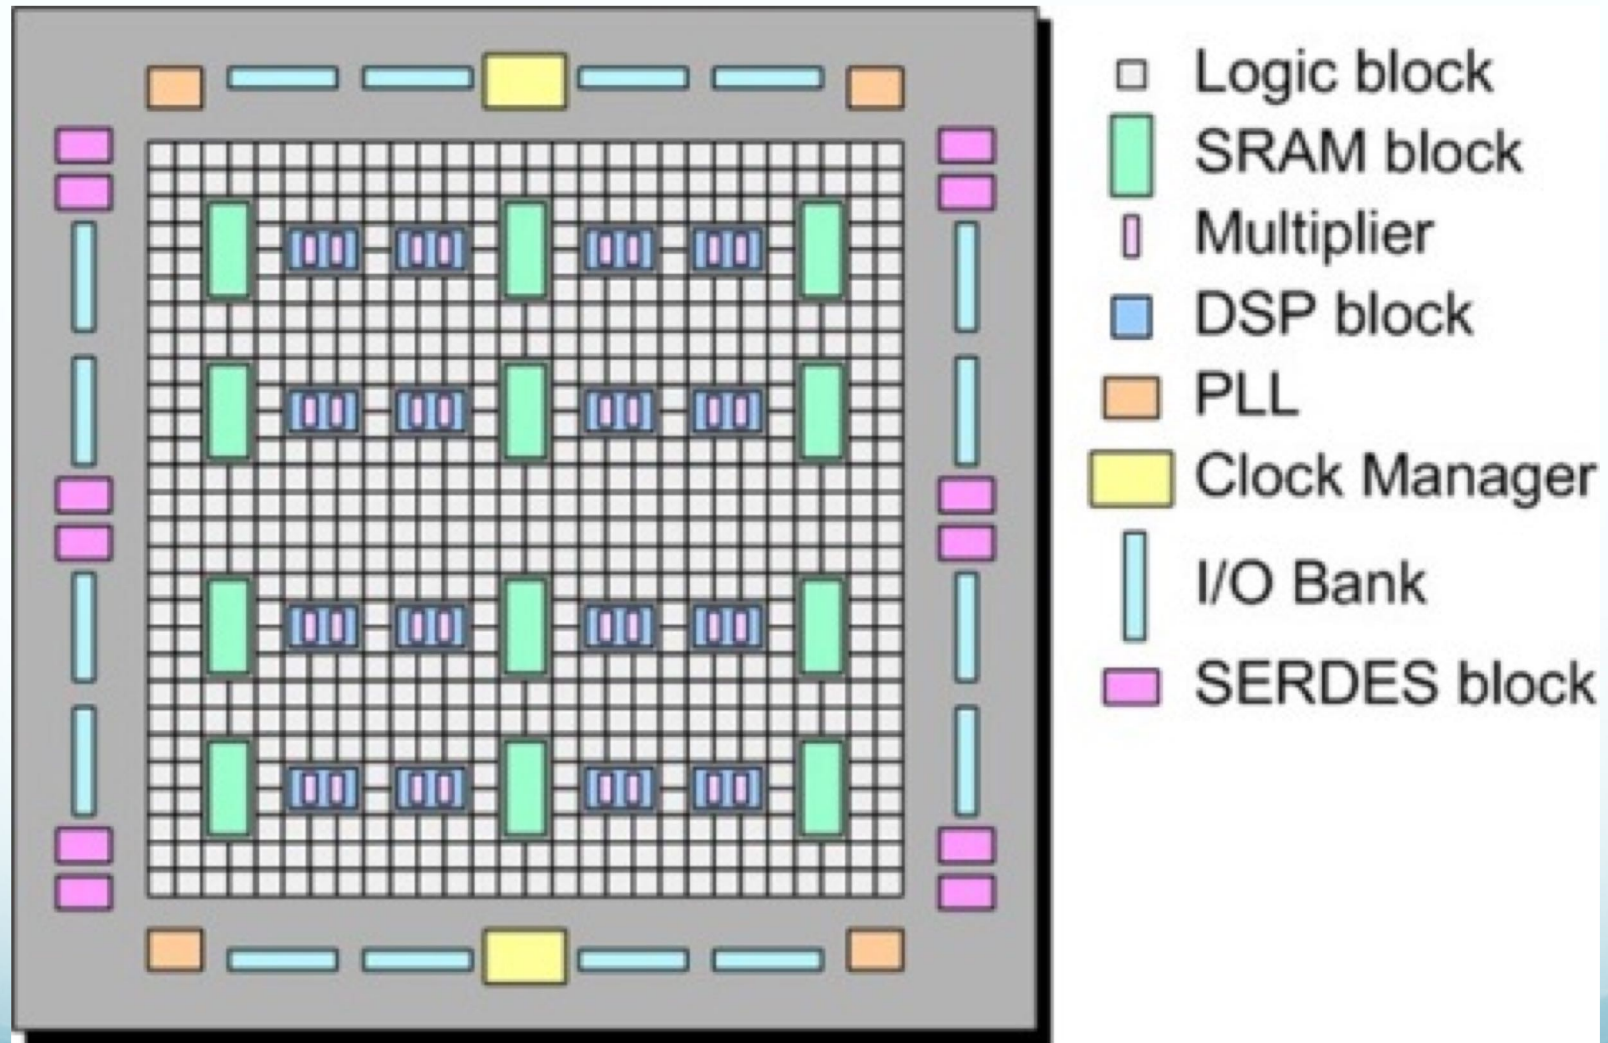 Logic block
SRAM block
Multiplier
DSP block
PLL
Clock Manager
I/O Bank
SERDES block